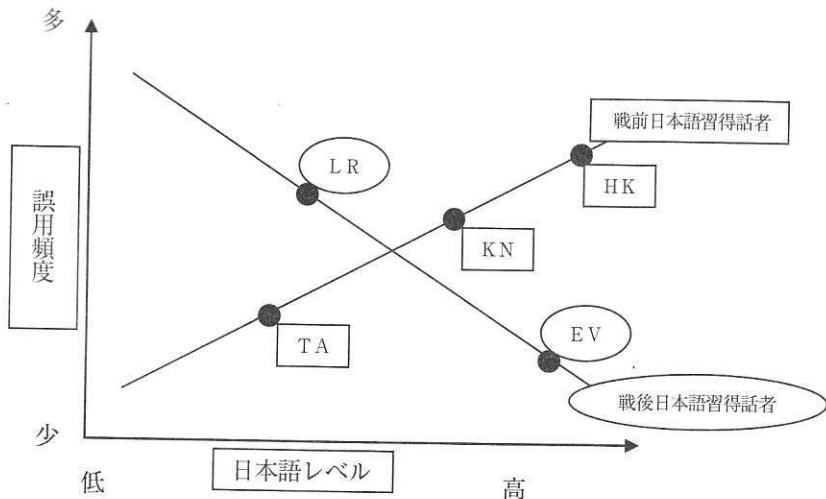 多
戦前日本語習得話者
LR
HK
誤用頻度
KN
TA
EV
戦後日本語習得話者
少
日本語レベル
低
高